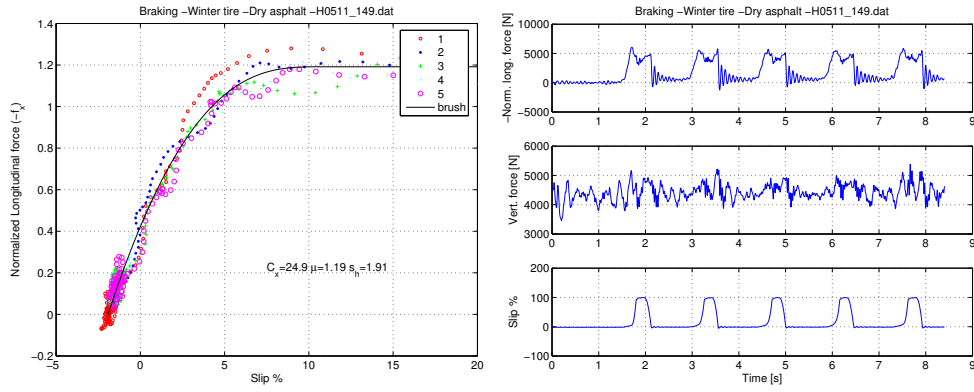 Braking −Winter tire −Dry asphalt −H0511_149.dat
1.4
1.2
1
0.8
0.6
0.4
0.2
0
−0.2
Normalized Longitudinal force (−f_x)
−5
0
5
10
15
20
Slip %
1
2
3
4
5
brush
C_x=24.9 μ=1.19 s_h=1.91
Braking −Winter tire −Dry asphalt −H0511_149.dat
−Norm. long. force [N]
10000
5000
0
−5000
0 1 2 3 4 5 6 7 8 9
Vert. force [N]
6000
5000
4000
3000
0 1 2 3 4 5 6 7 8 9
Slip %
200
100
0
−100
0 1 2 3 4 5 6 7 8 9
Time [s]